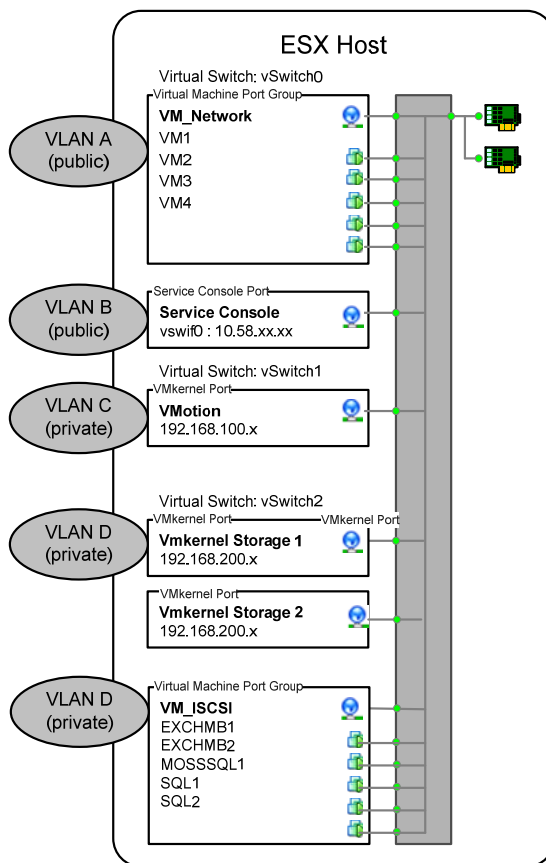 ESX Host
Virtual Switch: vSwitch0
Virtual Machine Port Group
VM_Network
VM1
VM2
VM3
VM4
VLAN A
(public)
Service Console Port
Service Console
vswif0 : 10.58.xx.xx
VLAN B
(public)
Virtual Switch: vSwitch1
VMkernel Port
VMotion
192.168.100.x
VLAN C
(private)
Virtual Switch: vSwitch2
VMkernel Port
VMkernel Port
Vmkernel Storage 1
192.168.200.x
VLAN D
(private)
VMkernel Port
Vmkernel Storage 2
192.168.200.x
VLAN D
(private)
Virtual Machine Port Group
VM_ISCSI
EXCHMB1
EXCHMB2
MOSSSQL1
SQL1
SQL2